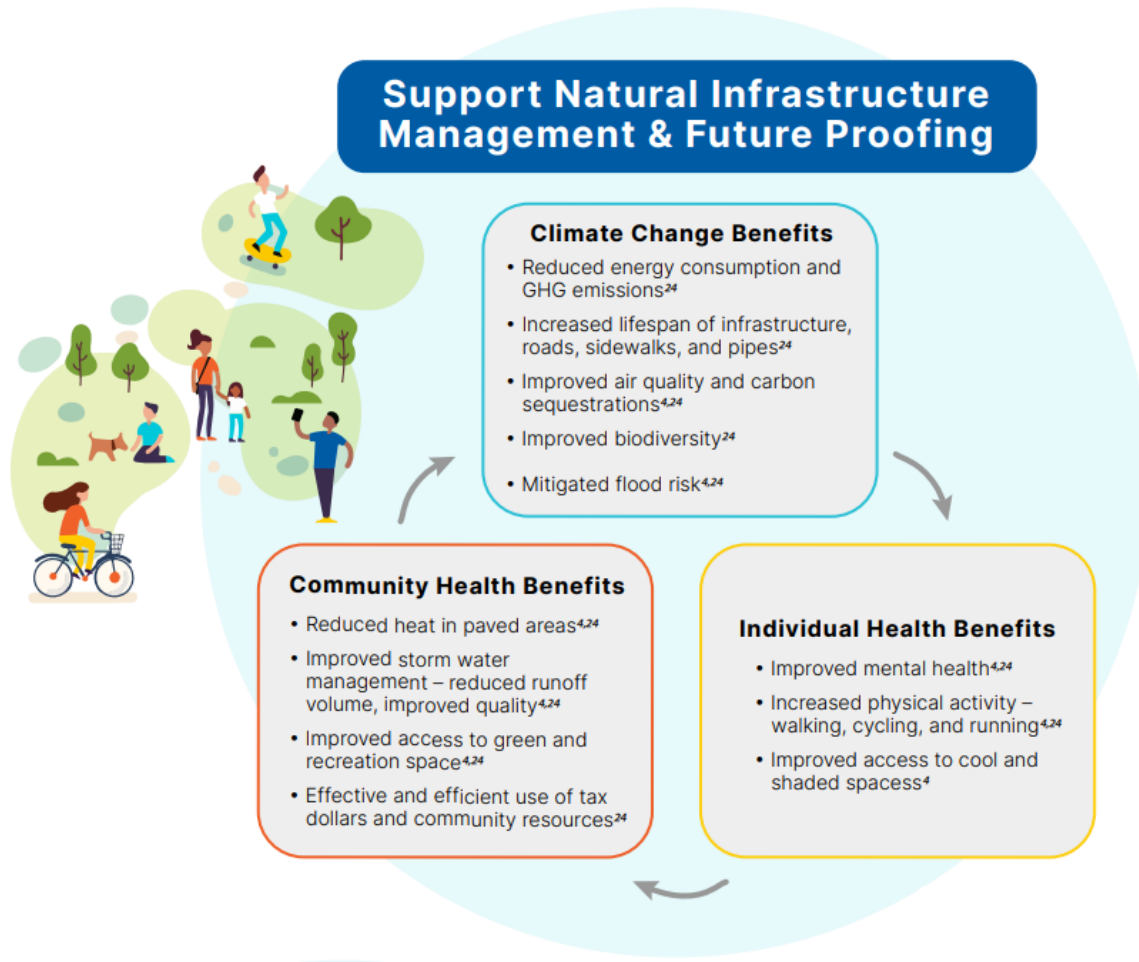 Support Natural Infrastructure
Management & Future Proofing
Climate Change Benefits
• Reduced energy consumption and
GHG emissions24
• Increased lifespan of infrastructure,
roads, sidewalks, and pipes24
• Improved air quality and carbon
sequestrations4,24
• Improved biodiversity24
• Mitigated flood risk4,24
Community Health Benefits
• Reduced heat in paved areas4,24
• Improved storm water
management – reduced runoff
volume, improved quality4,24
• Improved access to green and
recreation space4,24
• Effective and efficient use of tax
dollars and community resources24
Individual Health Benefits
• Improved mental health4,24
• Increased physical activity –
walking, cycling, and running4,24
• Improved access to cool and
shaded spacess4